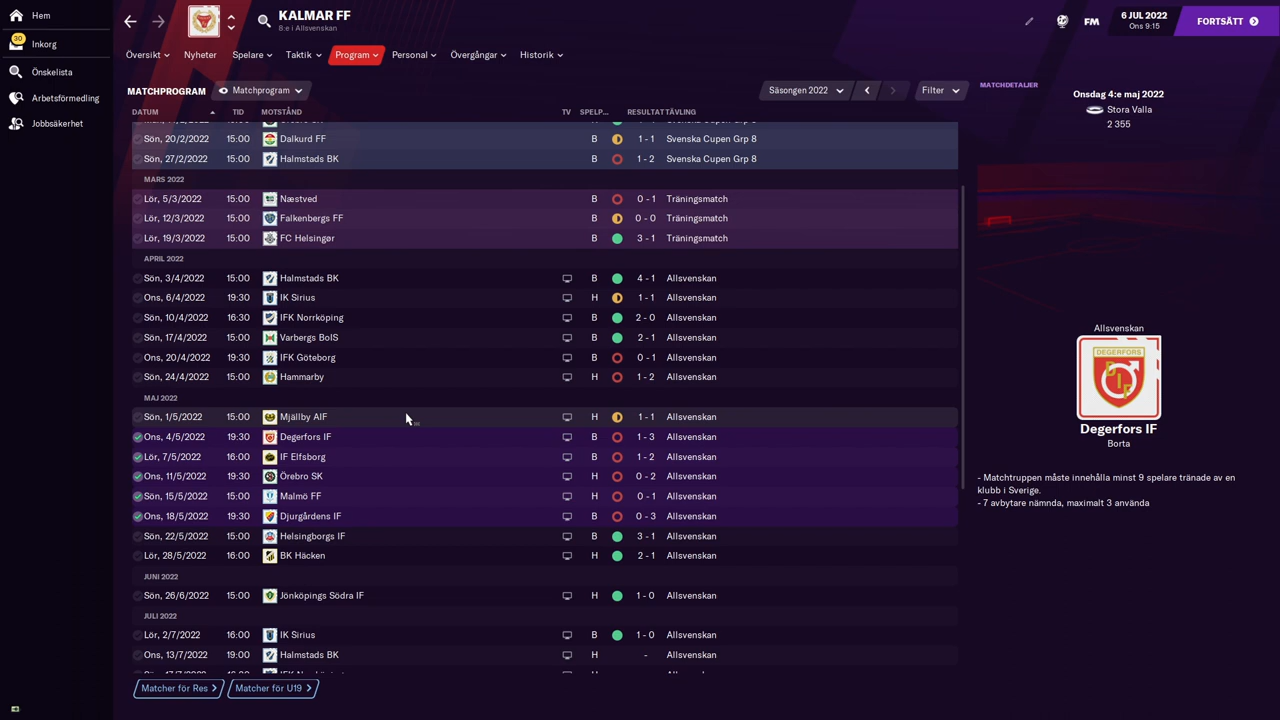 Hem
KALMAR FF
8:e i Allsvenskan
FM
6 JUL 2022
Ons 9:15
FORTSÄTT
30
Inkorg
Översikt Nyheter Spelare Taktik Program Personal Övergångar Historik
Önskelista
Arbetsförmedling
Jobbsäkerhet
MATCHPROGRAM Matchprogram Säsongen 2022 Filter
DATUM TID MOTSTÅND TV SPELP... RESULTAT TÄVLING
Sön, 20/2/2022 15:00 Dalkurd FF B 1 - 1 Svenska Cupen Grp 8
Sön, 27/2/2022 15:00 Halmstads BK B 1 - 2 Svenska Cupen Grp 8
MARS 2022
Lör, 5/3/2022 15:00 Næstved B 0 - 1 Träningsmatch
Lör, 12/3/2022 15:00 Falkenbergs FF B 0 - 0 Träningsmatch
Lör, 19/3/2022 15:00 FC Helsingør B 3 - 1 Träningsmatch
APRIL 2022
Sön, 3/4/2022 15:00 Halmstads BK B 4 - 1 Allsvenskan
Ons, 6/4/2022 19:30 IK Sirius H 1 - 1 Allsvenskan
Sön, 10/4/2022 16:30 IFK Norrköping B 2 - 0 Allsvenskan
Sön, 17/4/2022 15:00 Varbergs BoIS B 2 - 1 Allsvenskan
Ons, 20/4/2022 19:30 IFK Göteborg B 0 - 1 Allsvenskan
Sön, 24/4/2022 15:00 Hammarby H 1 - 2 Allsvenskan
MAJ 2022
Sön, 1/5/2022 15:00 Mjällby AIF H 1 - 1 Allsvenskan
Ons, 4/5/2022 19:30 Degerfors IF B 1 - 3 Allsvenskan
Lör, 7/5/2022 16:00 IF Elfsborg B 1 - 2 Allsvenskan
Ons, 11/5/2022 19:30 Örebro SK H 0 - 2 Allsvenskan
Sön, 15/5/2022 15:00 Malmö FF H 0 - 1 Allsvenskan
Ons, 18/5/2022 19:30 Djurgårdens IF B 0 - 3 Allsvenskan
Sön, 22/5/2022 15:00 Helsingborgs IF B 3 - 1 Allsvenskan
Lör, 28/5/2022 16:00 BK Häcken H 2 - 1 Allsvenskan
JUNI 2022
Sön, 26/6/2022 15:00 Jönköpings Södra IF H 1 - 0 Allsvenskan
JULI 2022
Lör, 2/7/2022 16:00 IK Sirius B 1 - 0 Allsvenskan
Ons, 13/7/2022 19:00 Halmstads BK H - Allsvenskan
Matcher för Res Matcher för U19
MATCHDETALJER
Onsdag 4:e maj 2022
Stora Valla
2 355
Allsvenskan
DEGERFORS
DIF
Degerfors IF
Borta
- Matchtruppen måste innehålla minst 9 spelare tränade av en
klubb i Sverige.
- 7 avbytare nämnda, maximalt 3 använda